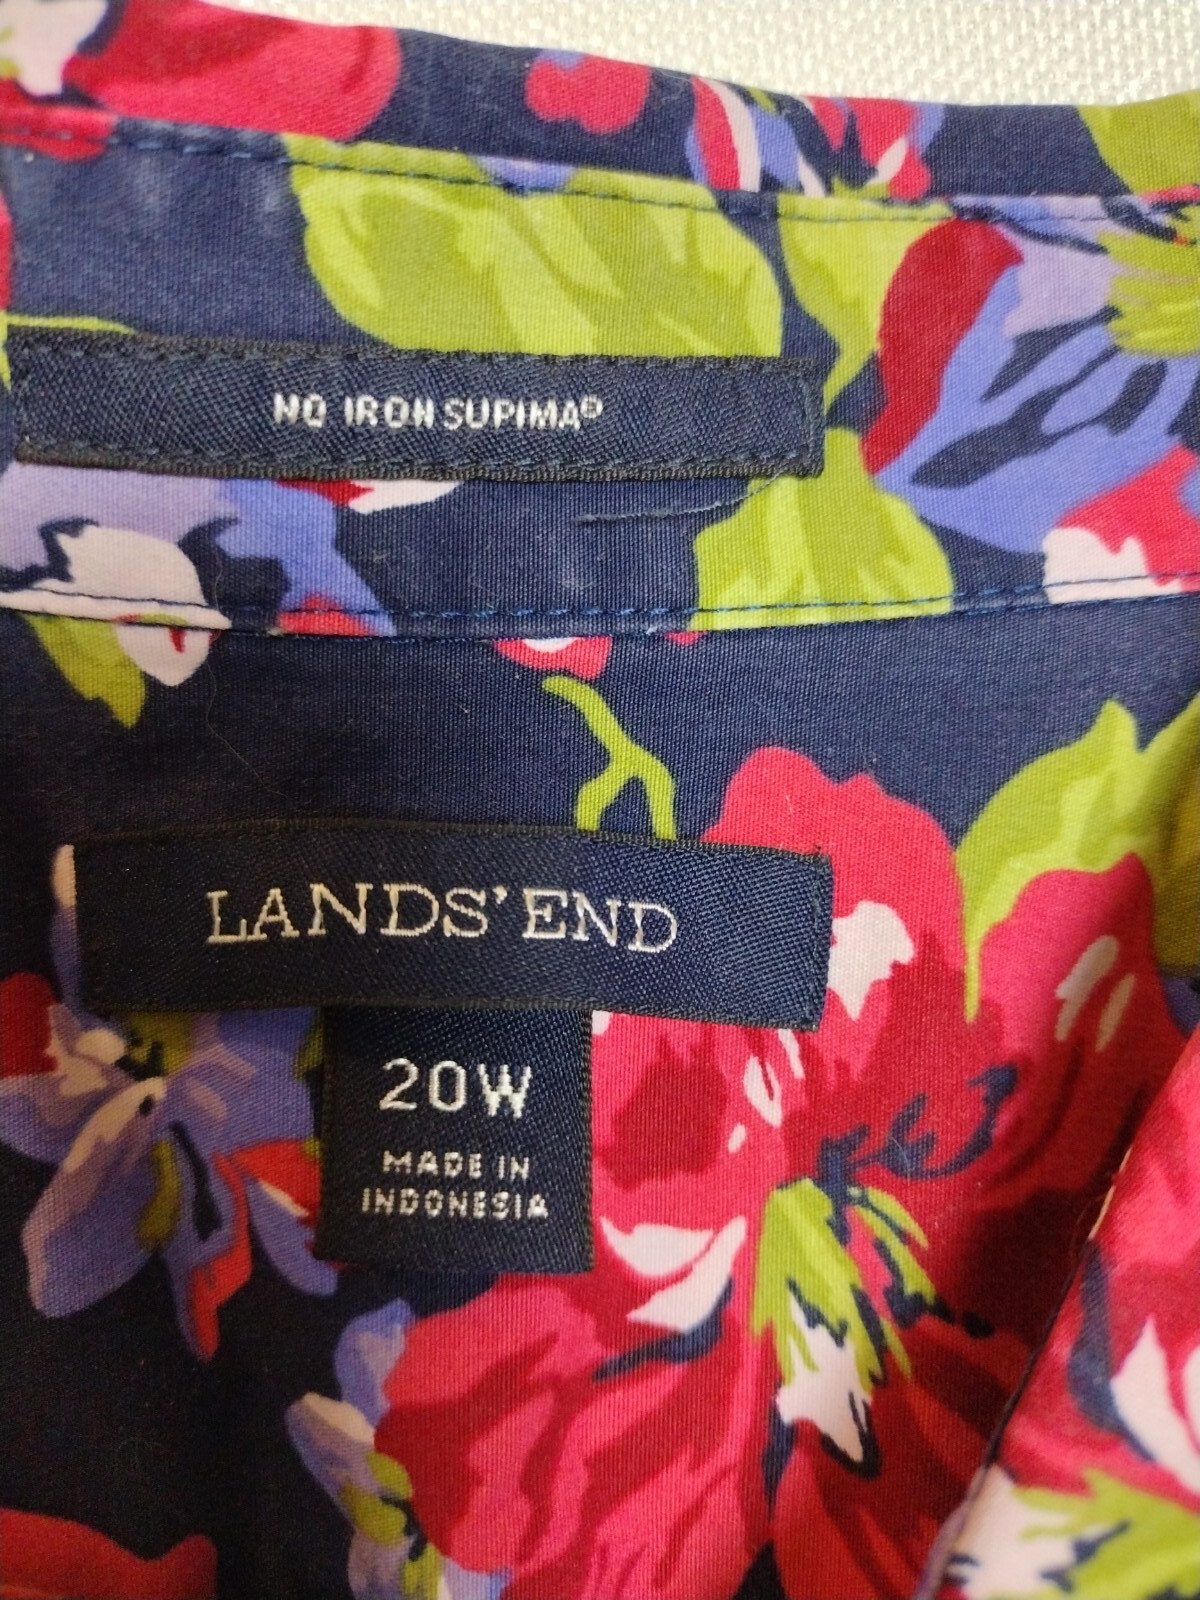 NO IRON SUPIMA®
LANDS' END
20W
MADE IN
INDONESIA